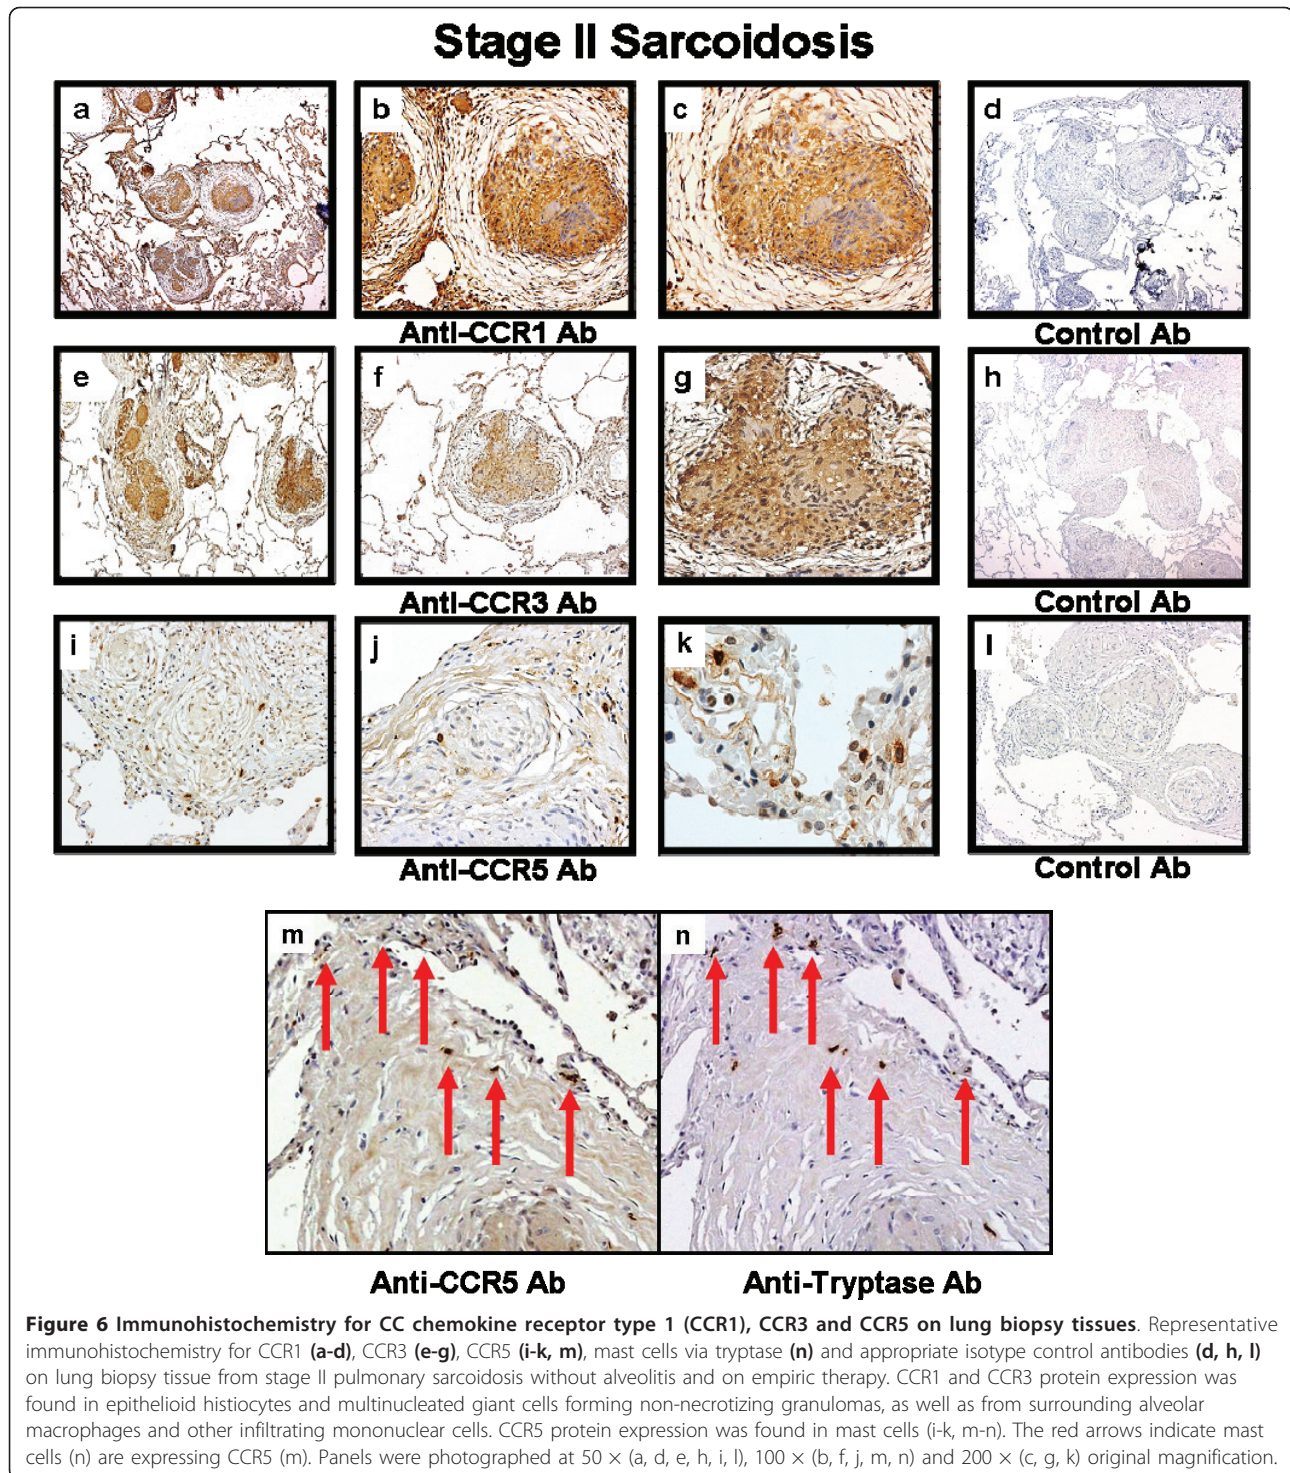 Stage II Sarcoidosis
a b c d
Anti-CCR1 Ab Control Ab
e f g h
Anti-CCR3 Ab Control Ab
i j k l
Anti-CCR5 Ab Control Ab
m n
Anti-CCR5 Ab Anti-Tryptase Ab
Figure 6 Immunohistochemistry for CC chemokine receptor type 1 (CCR1), CCR3 and CCR5 on lung biopsy tissues. Representative
immunohistochemistry for CCR1 (a-d), CCR3 (e-g), CCR5 (i-k, m), mast cells via tryptase (n) and appropriate isotype control antibodies (d, h, l)
on lung biopsy tissue from stage II pulmonary sarcoidosis without alveolitis and on empiric therapy. CCR1 and CCR3 protein expression was
found in epithelioid histiocytes and multinucleated giant cells forming non-necrotizing granulomas, as well as from surrounding alveolar
macrophages and other infiltrating mononuclear cells. CCR5 protein expression was found in mast cells (i-k, m-n). The red arrows indicate mast
cells (n) are expressing CCR5 (m). Panels were photographed at 50 × (a, d, e, h, i, l), 100 × (b, f, j, m, n) and 200 × (c, g, k) original magnification.